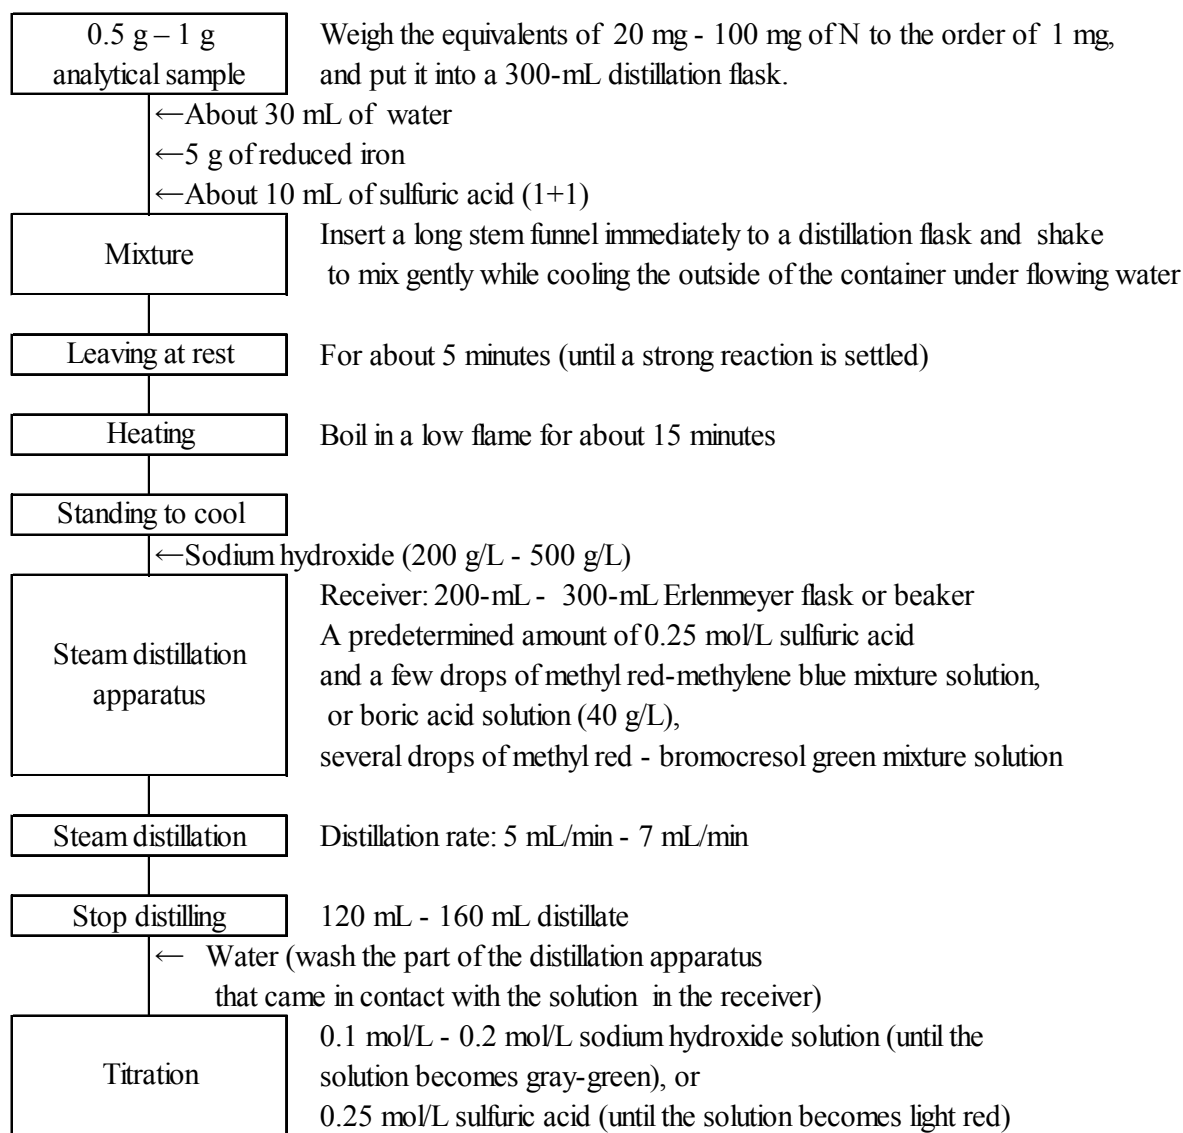 0.5 g – 1 g
analytical sample
Weigh the equivalents of 20 mg - 100 mg of N to the order of 1 mg,
and put it into a 300-mL distillation flask.
←About 30 mL of water
←5 g of reduced iron
←About 10 mL of sulfuric acid (1+1)
Mixture
Insert a long stem funnel immediately to a distillation flask and shake
to mix gently while cooling the outside of the container under flowing water
Leaving at rest
For about 5 minutes (until a strong reaction is settled)
Heating
Boil in a low flame for about 15 minutes
Standing to cool
←Sodium hydroxide (200 g/L - 500 g/L)
Steam distillation
apparatus
Receiver: 200-mL - 300-mL Erlenmeyer flask or beaker
A predetermined amount of 0.25 mol/L sulfuric acid
and a few drops of methyl red-methylene blue mixture solution,
or boric acid solution (40 g/L),
several drops of methyl red - bromocresol green mixture solution
Steam distillation
Distillation rate: 5 mL/min - 7 mL/min
Stop distilling
120 mL - 160 mL distillate
← Water (wash the part of the distillation apparatus
that came in contact with the solution in the receiver)
Titration
0.1 mol/L - 0.2 mol/L sodium hydroxide solution (until the
solution becomes gray-green), or
0.25 mol/L sulfuric acid (until the solution becomes light red)